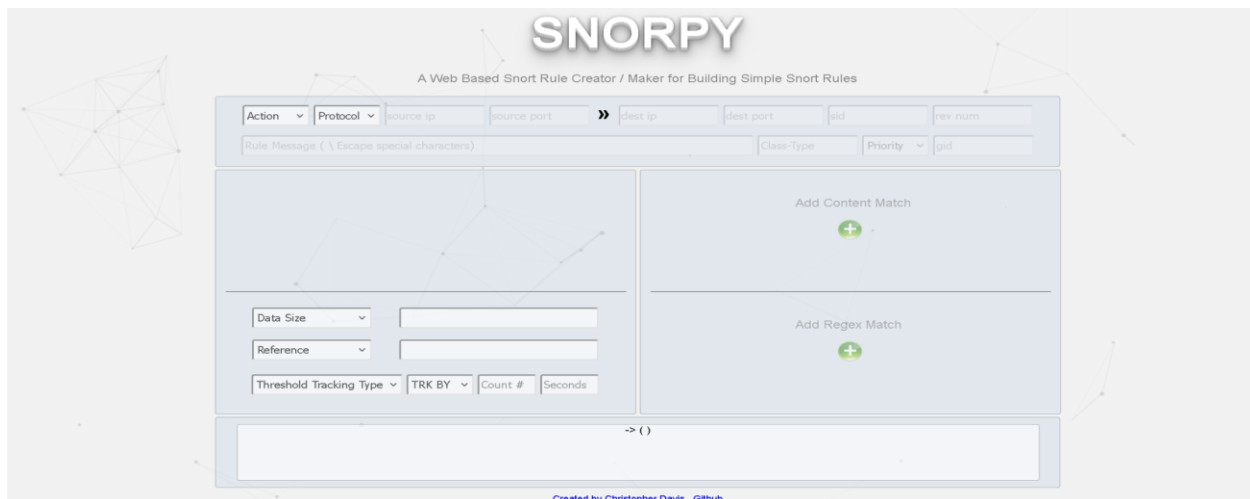 SNORPY
A Web Based Snort Rule Creator / Maker for Building Simple Snort Rules
Action Protocol source ip source port » dest ip dest port sid rev num
Rule Message ( \ Escape special characters) Class-Type Priority gid
Add Content Match
Data Size
Reference
Threshold Tracking Type TRK BY Count # Seconds
Add Regex Match
-> ( )
Created by Christopher Davis - Github